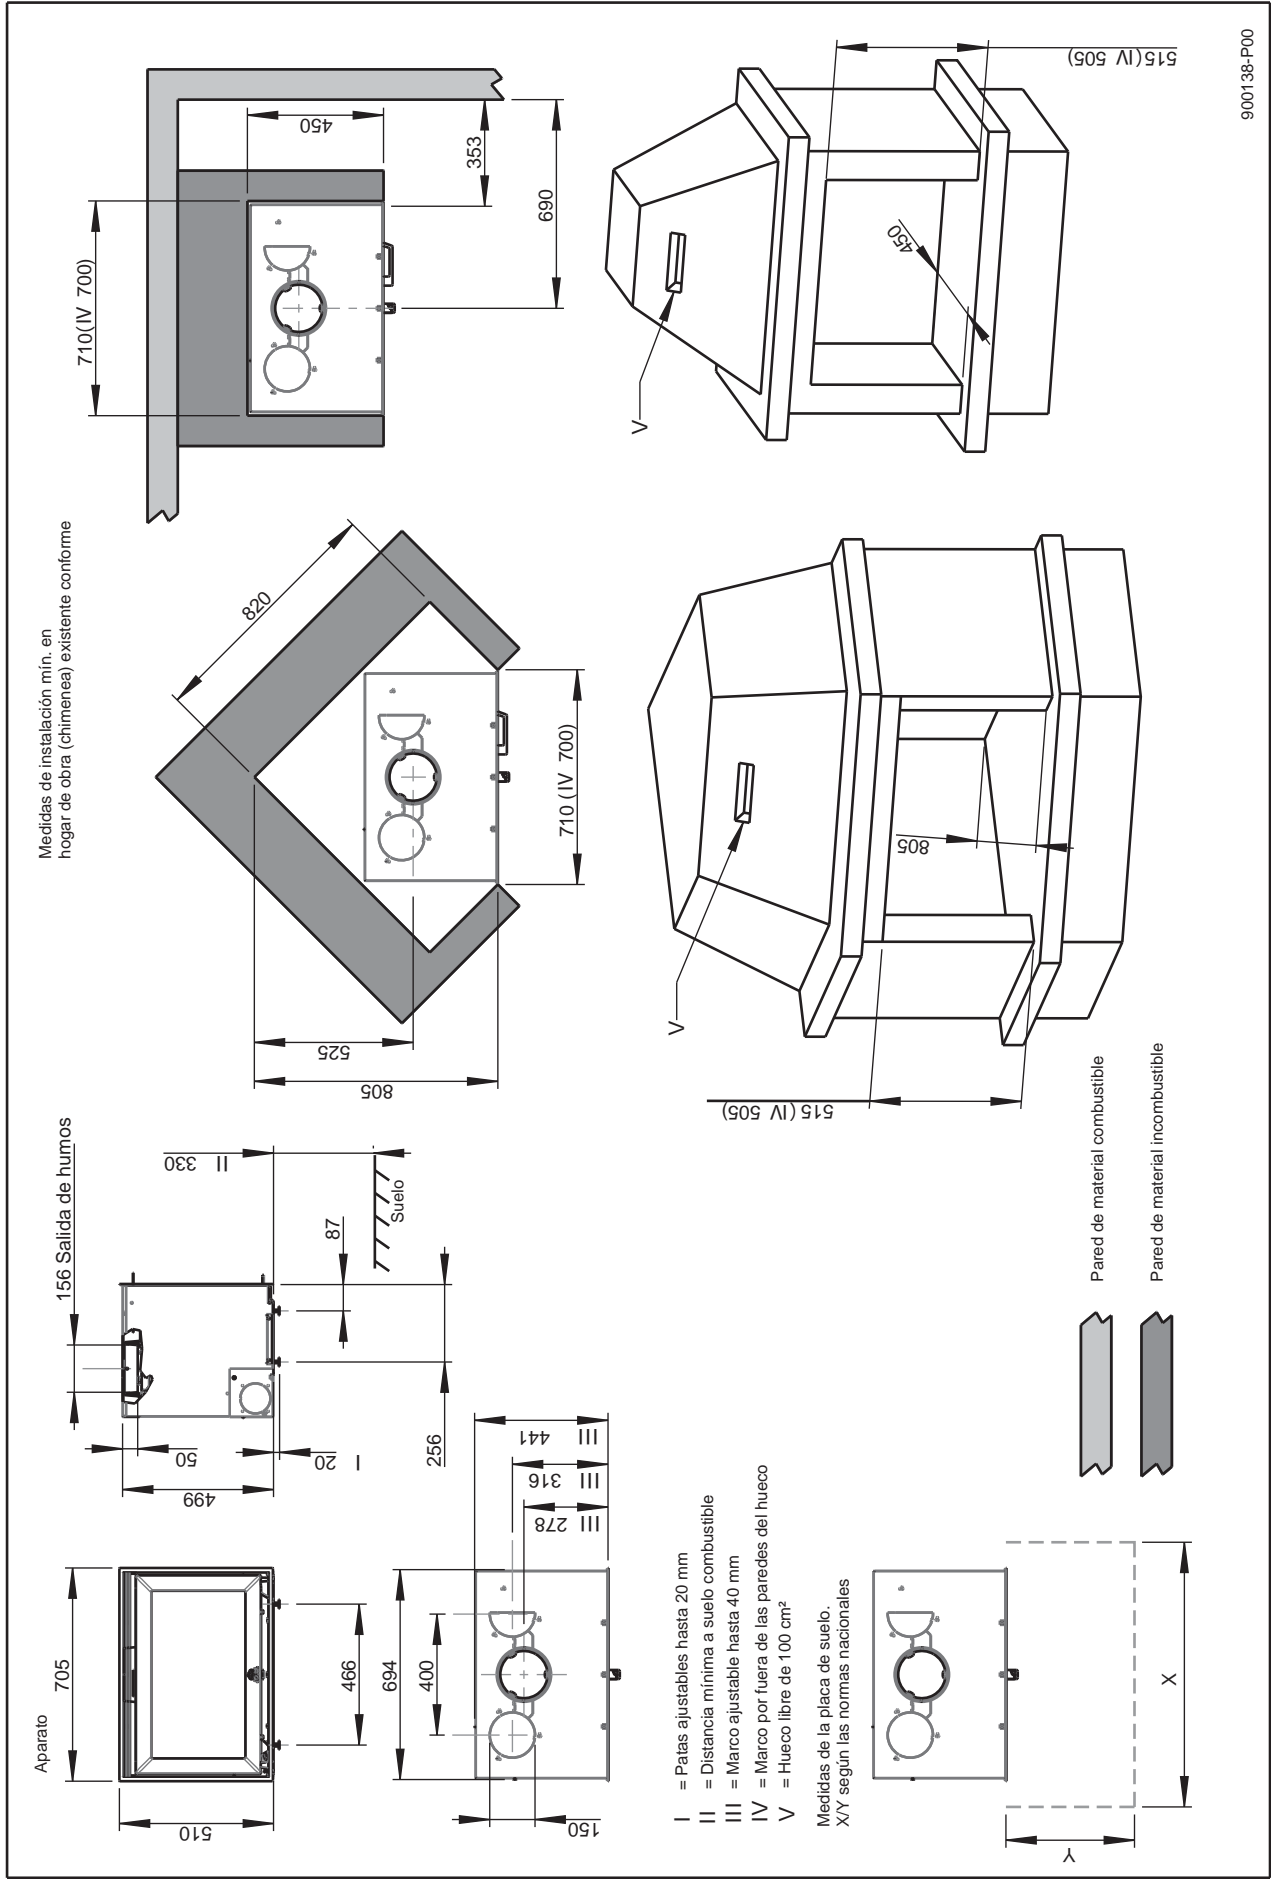 Aparato
705
510
466
156 Salida de humos
499
50
20 I
330 II
Suelo
87
256
694
400
150
III 441
III 316
III 278
I = Patas ajustables hasta 20 mm
II = Distancia mínima a suelo combustible
III = Marco ajustable hasta 40 mm
IV = Marco por fuera de las paredes del hueco
V = Hueco libre de 100 cm²
Medidas de la placa de suelo.
X/Y según las normas nacionales
X
Y
Medidas de instalación mín. en
hogar de obra (chimenea) existente conforme
820
525
805
710 (IV 700)
710(IV 700)
450
353
690
V
515 (IV 505)
805
V
450
515(IV 505)
Pared de material combustible
Pared de material incombustible
900138-P00